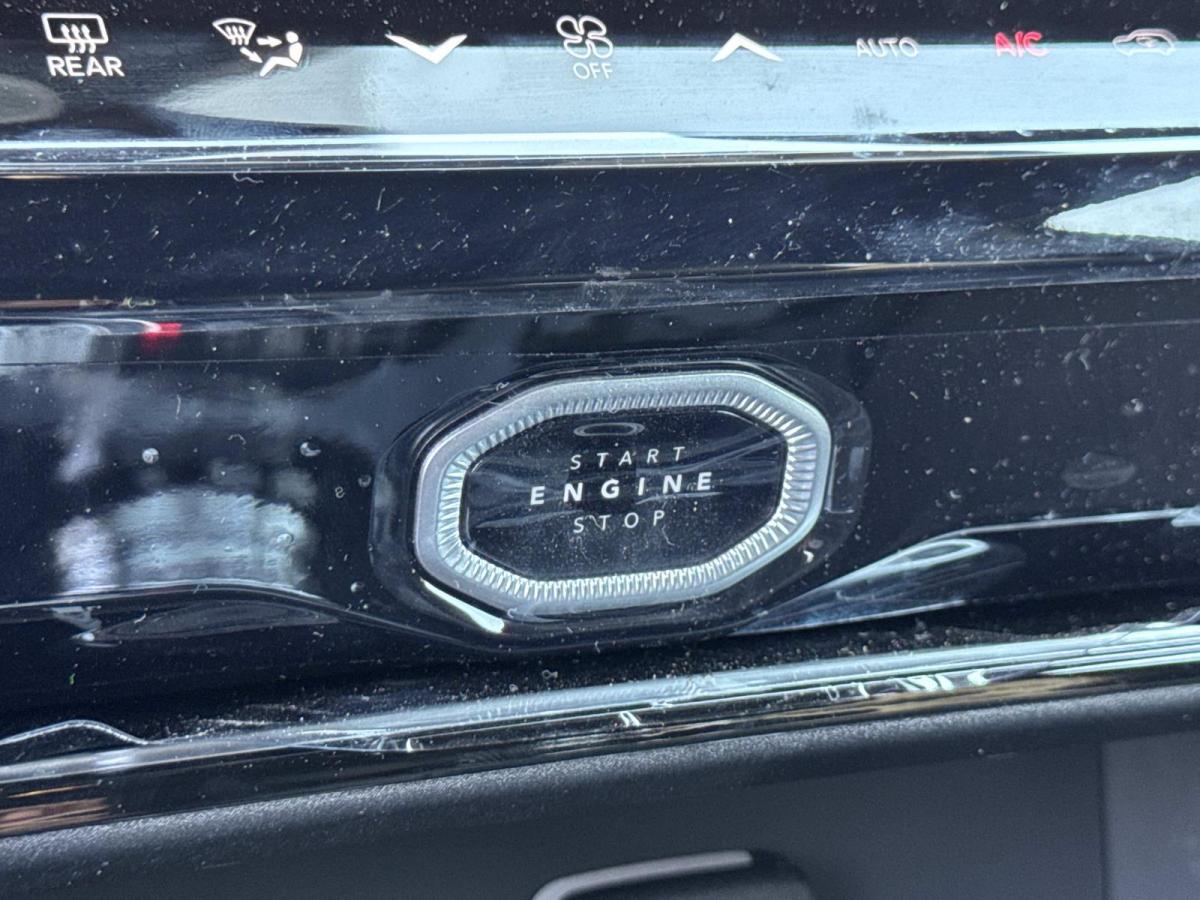 REAR
OFF
AUTO
A/C
START
ENGINE
STOP